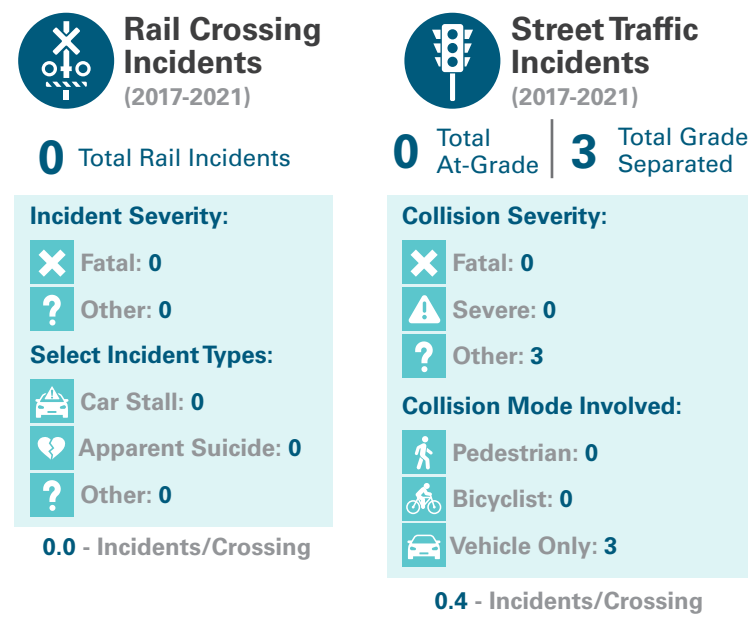 Rail Crossing
Incidents
(2017-2021)
0 Total Rail Incidents
Incident Severity:
Fatal: 0
Other: 0
Select Incident Types:
Car Stall: 0
Apparent Suicide: 0
Other: 0
0.0 - Incidents/Crossing
Street Traffic
Incidents
(2017-2021)
0 Total
At-Grade
3 Total Grade
Separated
Collision Severity:
Fatal: 0
Severe: 0
Other: 3
Collision Mode Involved:
Pedestrian: 0
Bicyclist: 0
Vehicle Only: 3
0.4 - Incidents/Crossing